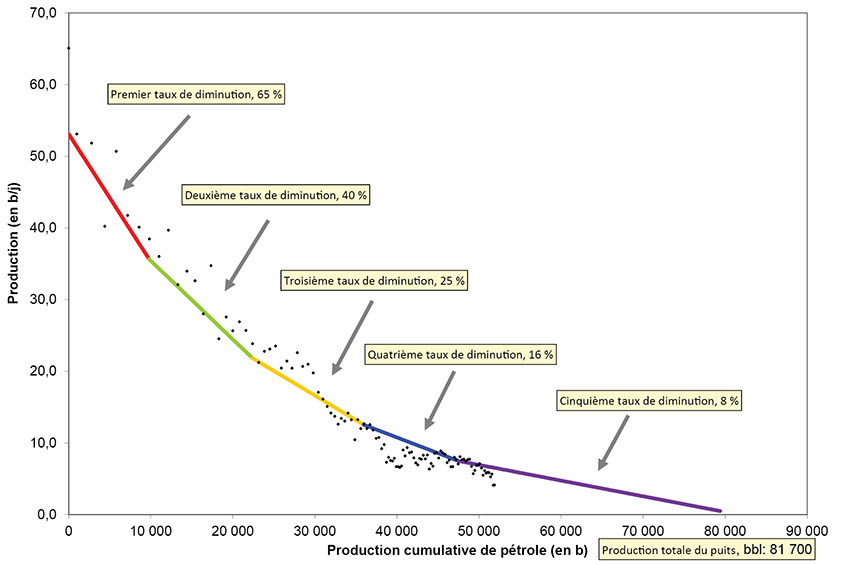 70,0
Premier taux de diminution, 65 %
60,0
50,0
Deuxième taux de diminution, 40 %
40,0
Troisième taux de diminution, 25 %
30,0
Quatrième taux de diminution, 16 %
20,0
Cinquième taux de diminution, 8 %
10,0
0,0
Production (en b/j)
0 10 000 20 000 30 000 40 000 50 000 60 000 70 000 80 000 90 000
Production cumulative de pétrole (en b)
Production totale du puits, bbl: 81 700